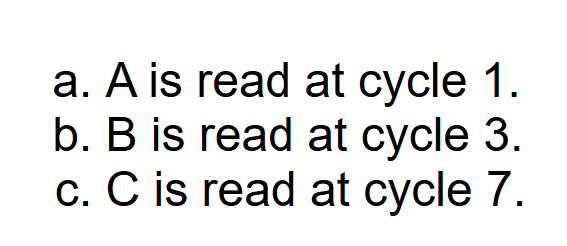 a. A is read at cycle 1.
b. B is read at cycle 3.
c. C is read at cycle 7.